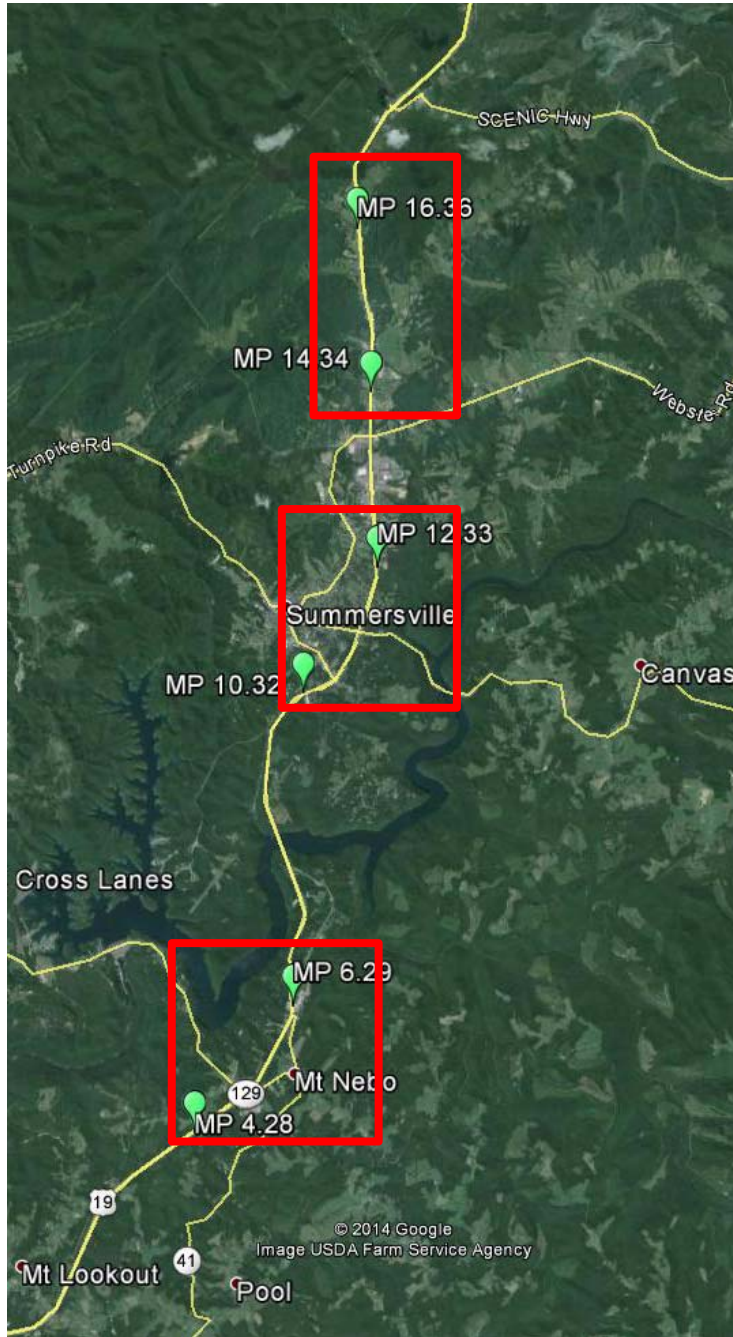 SCENIC Hwy
MP 16.36
MP 14.34
Webste Rd
Turnpike Rd
MP 12.33
Summersville
MP 10.32
Canvas
Cross Lanes
MP 6.29
Mt Nebo
129
MP 4.28
19
© 2014 Google
Image USDA Farm Service Agency
41
Mt Lookout
Pool